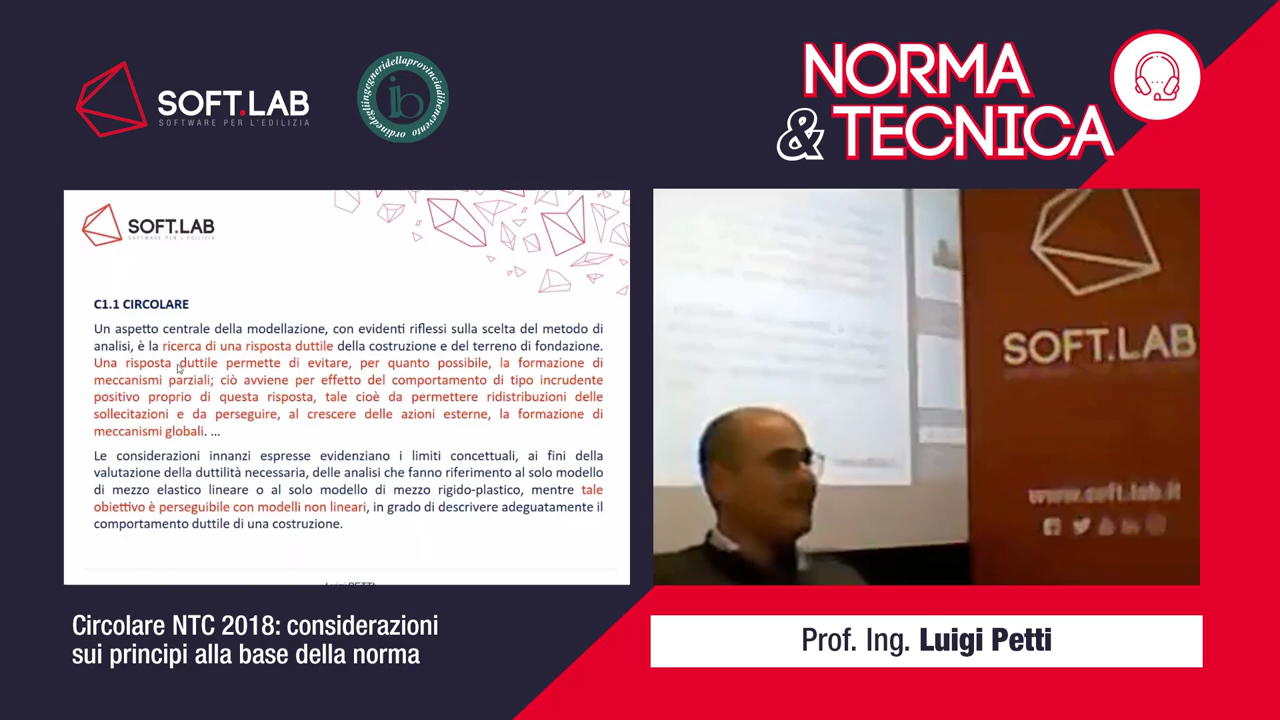 SOFT.LAB
SOFTWARE PER L'EDILIZIA
ordinedegliingegneridellaprovinciadibenevento
ib
NORMA
& TECNICA
SOFT.LAB
SOFTWARE PER L'EDILIZIA
C1.1 CIRCOLARE
Un aspetto centrale della modellazione, con evidenti riflessi sulla scelta del metodo di
analisi, è la ricerca di una risposta duttile della costruzione e del terreno di fondazione.
Una risposta duttile permette di evitare, per quanto possibile, la formazione di
meccanismi parziali; ciò avviene per effetto del comportamento di tipo incrudente
positivo proprio di questa risposta, tale cioè da permettere ridistribuzioni delle
sollecitazioni e da perseguire, al crescere delle azioni esterne, la formazione di
meccanismi globali. ...
Le considerazioni innanzi espresse evidenziano i limiti concettuali, ai fini della
valutazione della duttilità necessaria, delle analisi che fanno riferimento al solo modello
di mezzo elastico lineare o al solo modello di mezzo rigido-plastico, mentre tale
obiettivo è perseguibile con modelli non lineari, in grado di descrivere adeguatamente il
comportamento duttile di una costruzione.
Luigi PETTI
SOFT.LAB
www.soft.lab.it
Circolare NTC 2018: considerazioni
sui principi alla base della norma
Prof. Ing. Luigi Petti